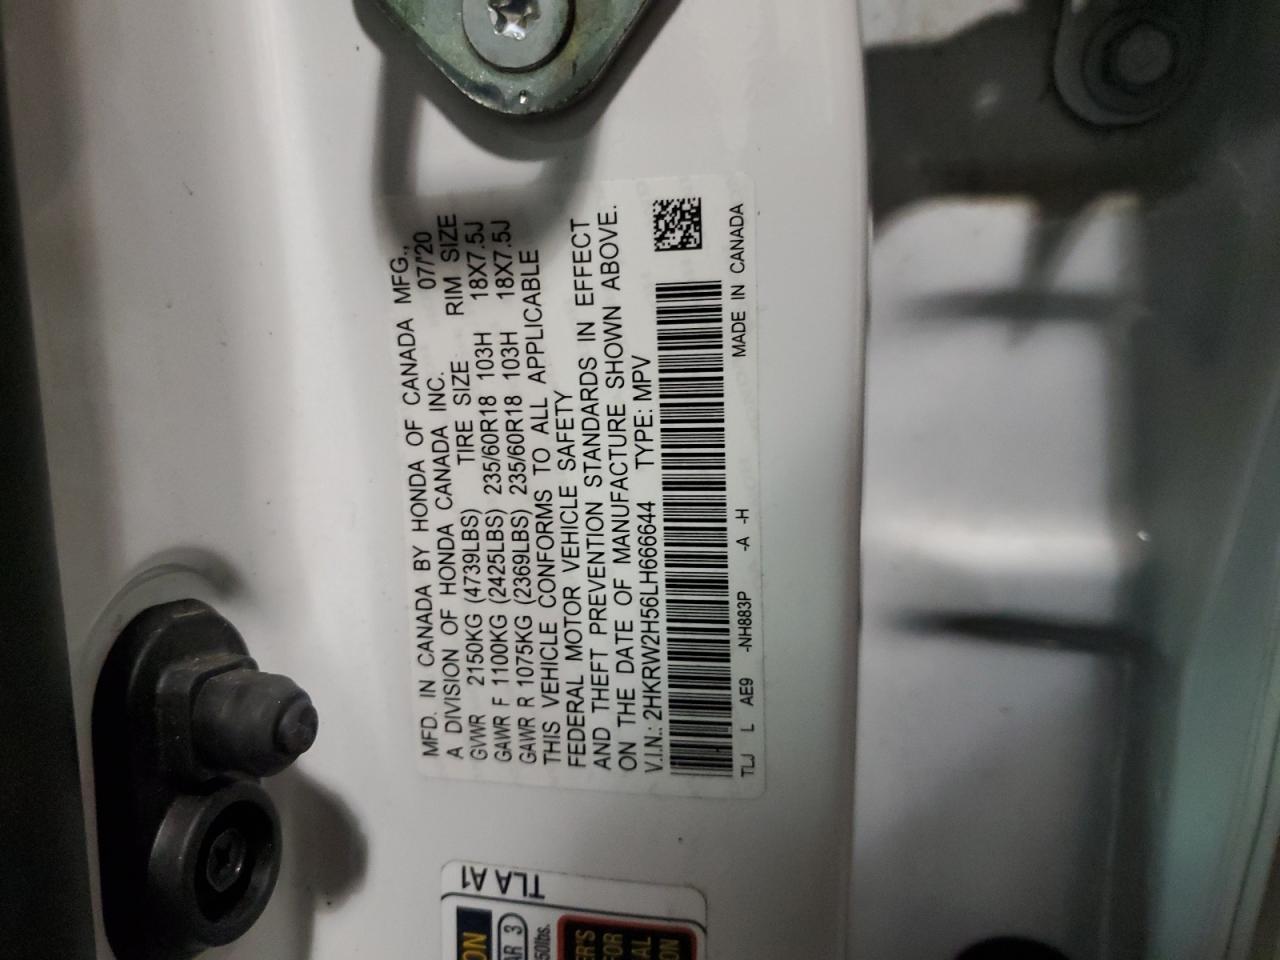 MFD. IN CANADA BY HONDA OF CANADA MFG.,
A DIVISION OF HONDA CANADA INC. 07/'20
GVWR 2150KG (4739LBS) TIRE SIZE RIM SIZE
GAWR F 1100KG (2425LBS) 235/60R18 103H 18X7.5J
GAWR R 1075KG (2369LBS) 235/60R18 103H 18X7.5J
THIS VEHICLE CONFORMS TO ALL APPLICABLE
FEDERAL MOTOR VEHICLE SAFETY
AND THEFT PREVENTION STANDARDS IN EFFECT
ON THE DATE OF MANUFACTURE SHOWN ABOVE.
V.I.N.: 2HKRW2H56LH666644 TYPE: MPV
TLJ L AE9 -NH883P -A -H MADE IN CANADA
TLA A1